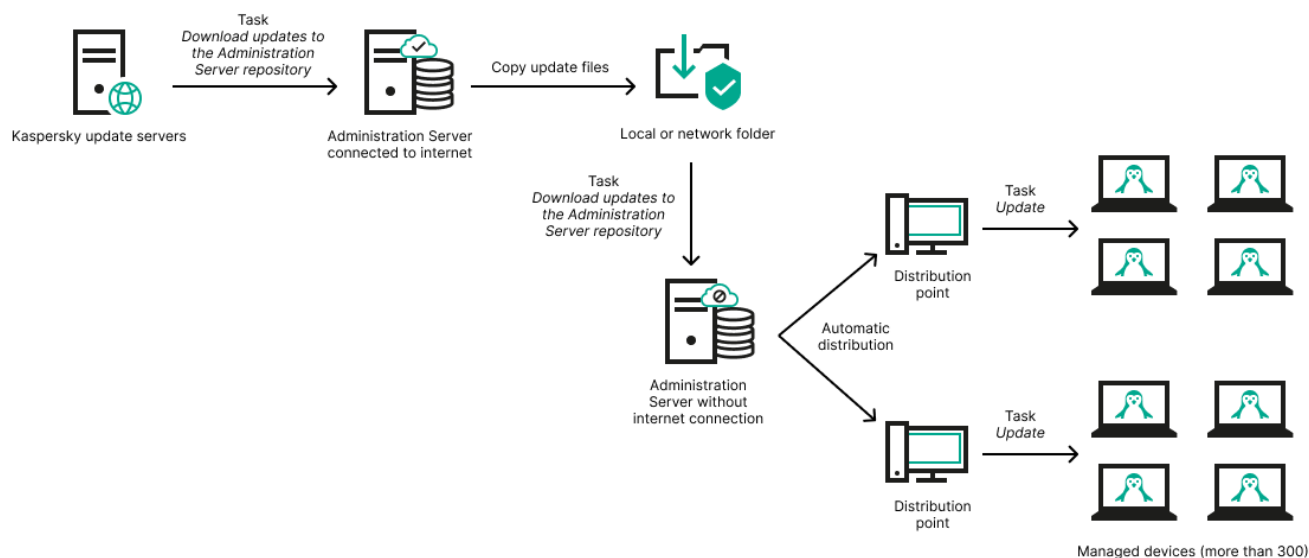 Task
Download updates to
the Administration
Server repository
Kaspersky update servers
Administration Server
connected to internet
Copy update files
Local or network folder
Task
Download updates to
the Administration
Server repository
Administration
Server without
internet connection
Automatic
distribution
Distribution
point
Task
Update
Distribution
point
Task
Update
Managed devices (more than 300)